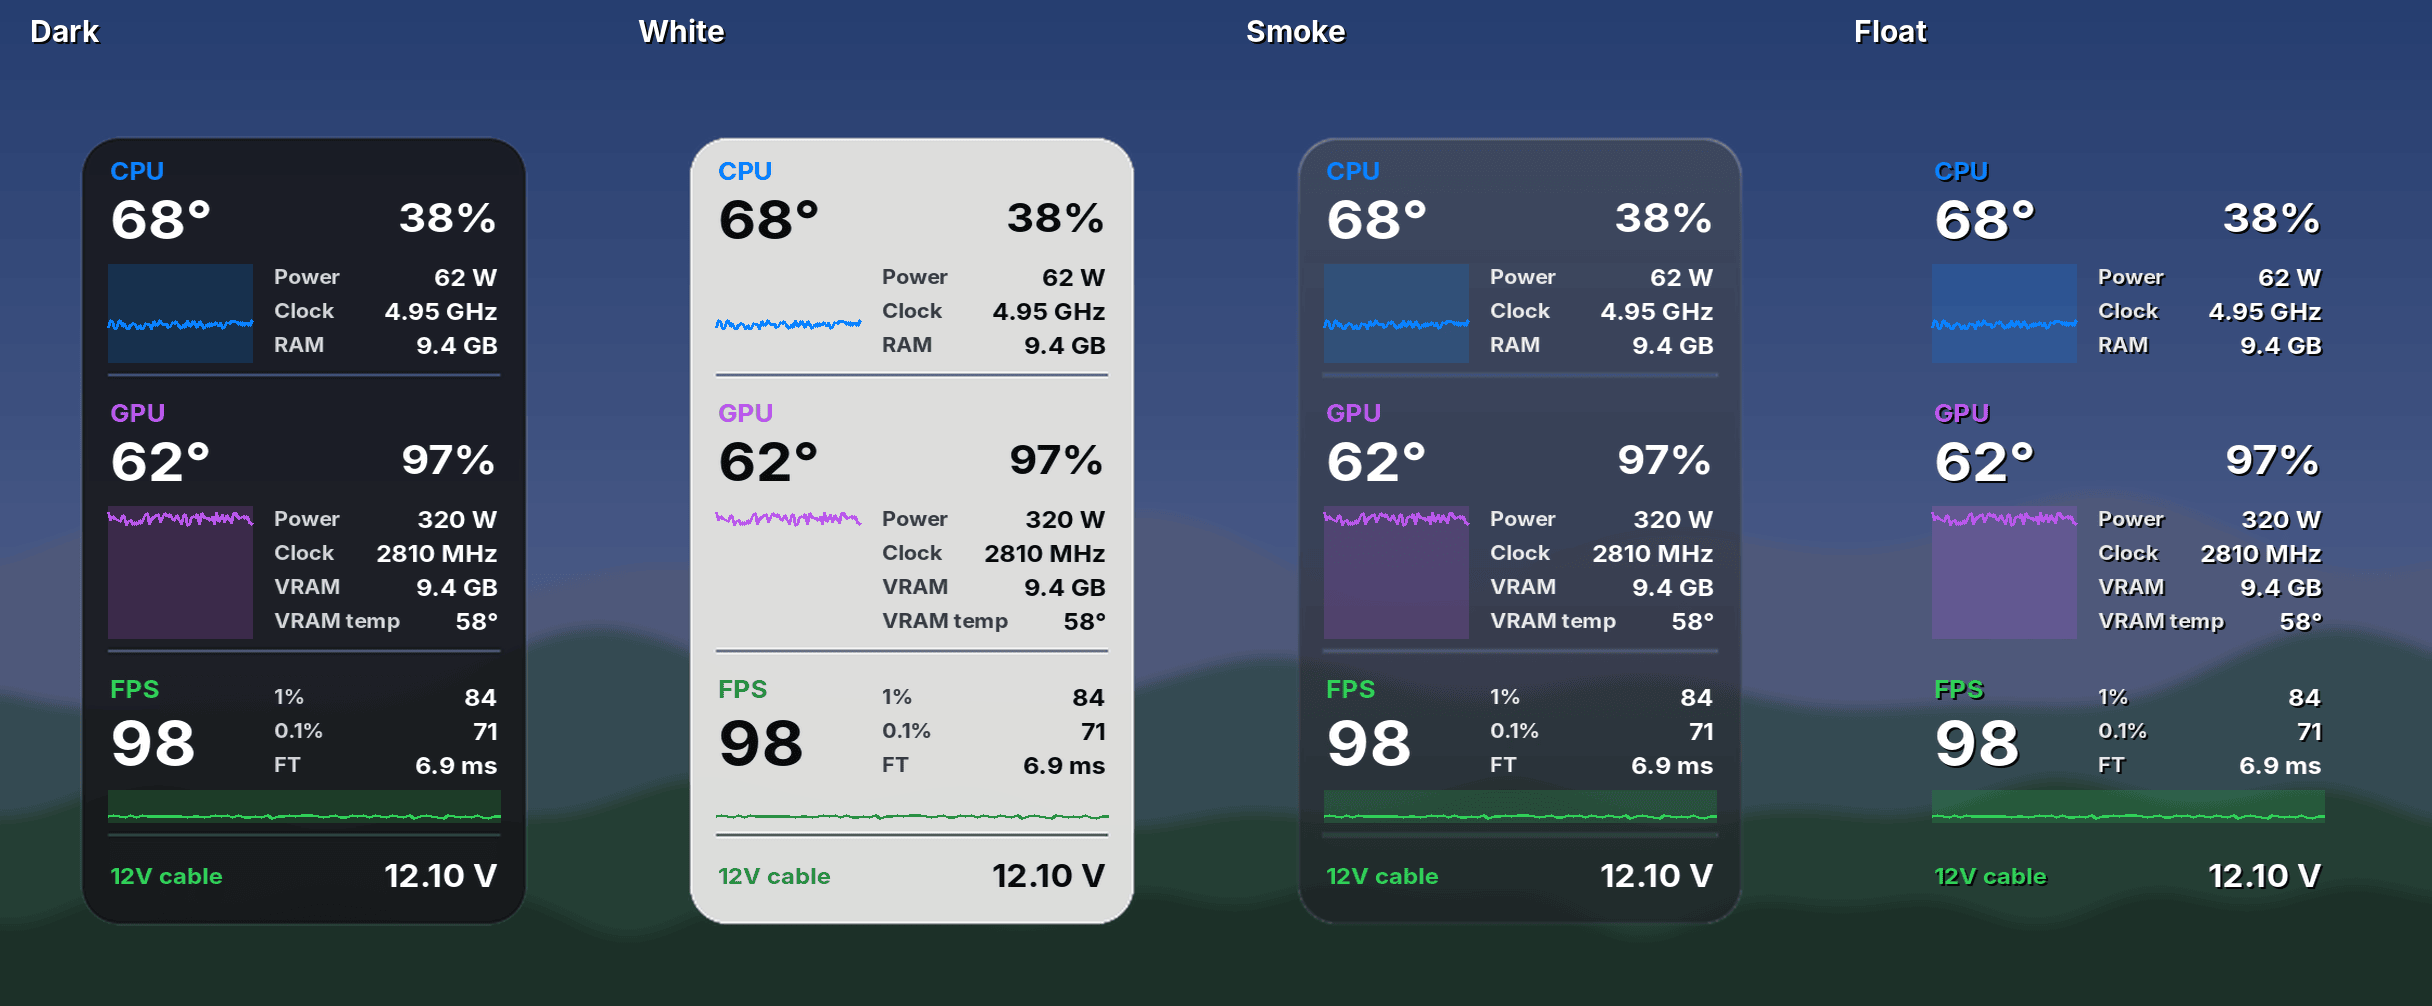 Dark
CPU
68° 38%
Power 62 W
Clock 4.95 GHz
RAM 9.4 GB
GPU
62° 97%
Power 320 W
Clock 2810 MHz
VRAM 9.4 GB
VRAM temp 58°
FPS
98
1% 84
0.1% 71
FT 6.9 ms
12V cable 12.10 V
White
CPU
68° 38%
Power 62 W
Clock 4.95 GHz
RAM 9.4 GB
GPU
62° 97%
Power 320 W
Clock 2810 MHz
VRAM 9.4 GB
VRAM temp 58°
FPS
98
1% 84
0.1% 71
FT 6.9 ms
12V cable 12.10 V
Smoke
CPU
68° 38%
Power 62 W
Clock 4.95 GHz
RAM 9.4 GB
GPU
62° 97%
Power 320 W
Clock 2810 MHz
VRAM 9.4 GB
VRAM temp 58°
FPS
98
1% 84
0.1% 71
FT 6.9 ms
12V cable 12.10 V
Float
CPU
68° 38%
Power 62 W
Clock 4.95 GHz
RAM 9.4 GB
GPU
62° 97%
Power 320 W
Clock 2810 MHz
VRAM 9.4 GB
VRAM temp 58°
FPS
98
1% 84
0.1% 71
FT 6.9 ms
12V cable 12.10 V